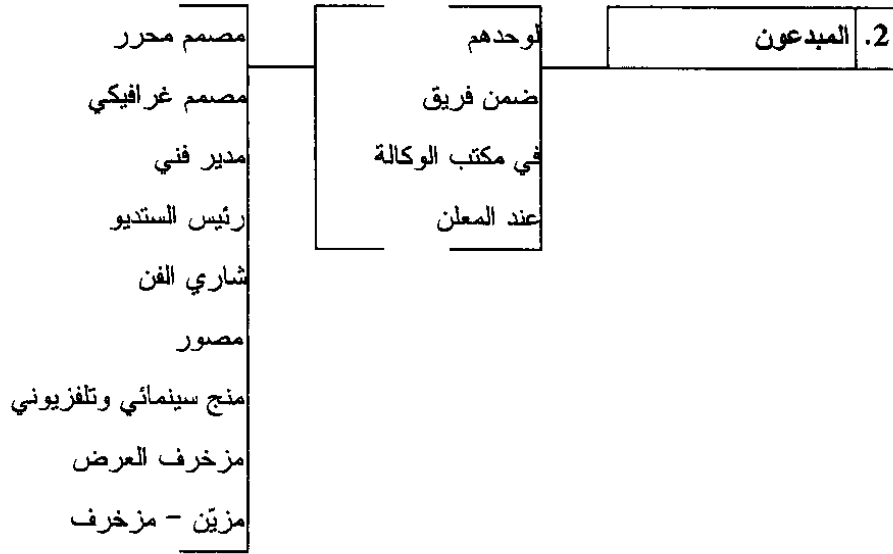 2. المبدعون
لوحدهم
ضمن فريق
في مكتب الوكالة
عند المعلن
مصمم محرر
مصمم غرافيكي
مدير فني
رئيس الستديو
شاري الفن
مصور
منج سينمائي وتلفزيوني
مزخرف العرض
مزيّن - مزخرف